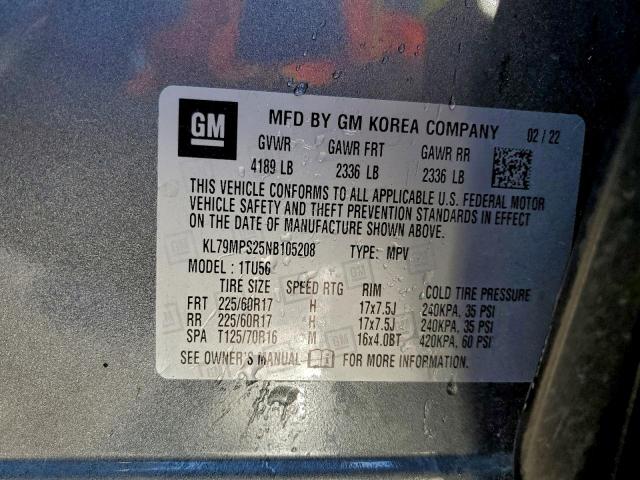 GM MFD BY GM KOREA COMPANY 02 / 22
GVWR GAWR FRT GAWR RR
4189 LB 2336 LB 2336 LB
THIS VEHICLE CONFORMS TO ALL APPLICABLE U.S. FEDERAL MOTOR
VEHICLE SAFETY AND THEFT PREVENTION STANDARDS IN EFFECT
ON THE DATE OF MANUFACTURE SHOWN ABOVE.
KL79MPS25NB105208 TYPE: MPV
MODEL : 1TU56
TIRE SIZE SPEED RTG RIM COLD TIRE PRESSURE
FRT 225/60R17 H 17x7.5J 240KPA. 35 PSI
RR 225/60R17 H 17x7.5J 240KPA. 35 PSI
SPA T125/70R16 M 16x4.0BT 420KPA. 60 PSI
SEE OWNER'S MANUAL FOR MORE INFORMATION.